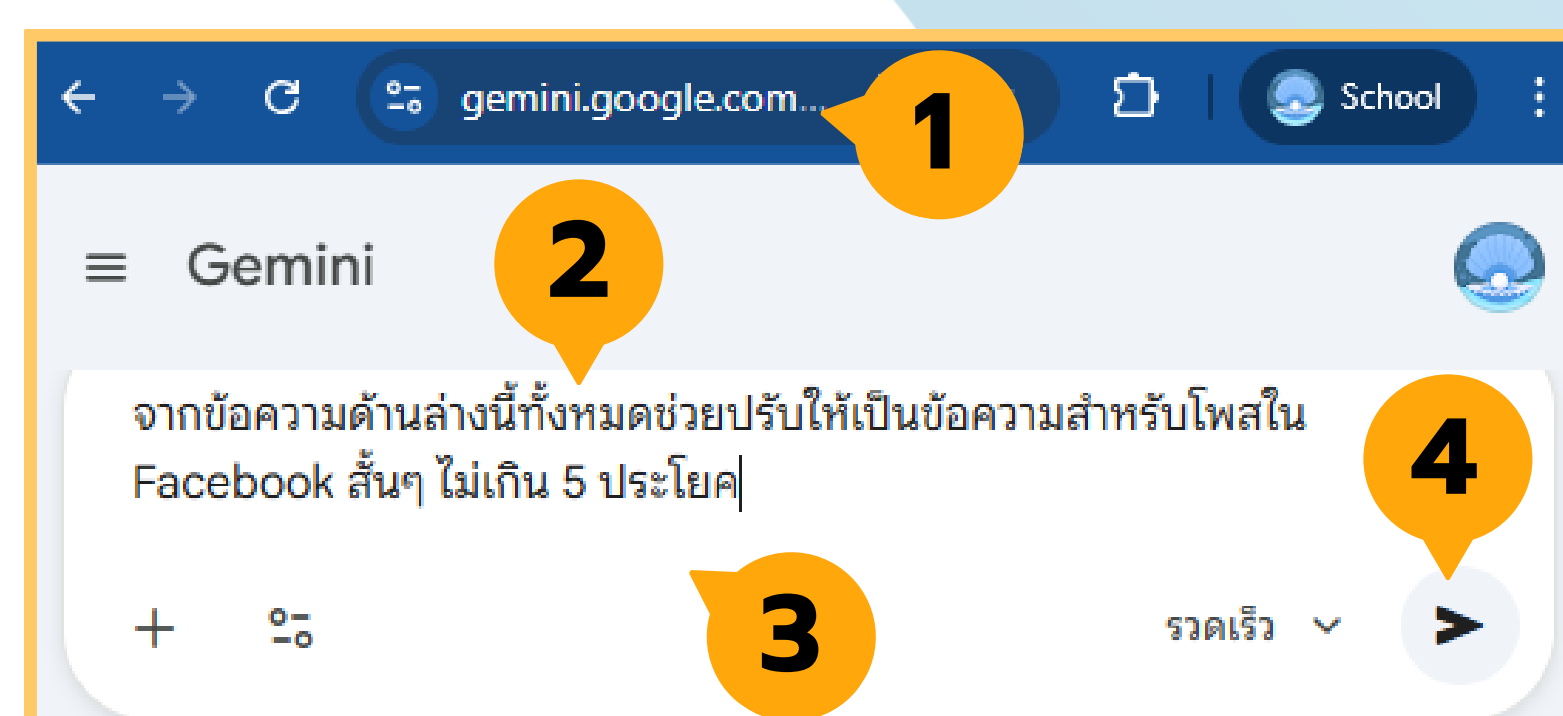 gemini.google.com...
1
School
Gemini
2
จากข้อความด้านล่างนี้ทั้งหมดช่วยปรับให้เป็นข้อความสำหรับโพสใน
Facebook สั้นๆ ไม่เกิน 5 ประโยค
4
3
รวดเร็ว